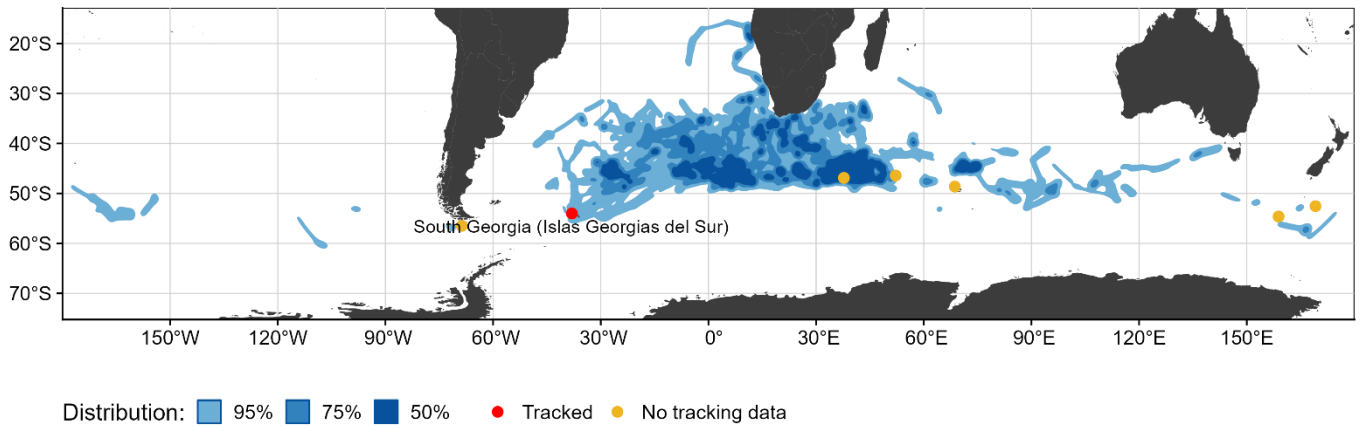 20°S
30°S
40°S
50°S
60°S
70°S
South Georgia (Islas Georgias del Sur)
150°W 120°W 90°W 60°W 30°W 0° 30°E 60°E 90°E 120°E 150°E
Distribution: 95% 75% 50% Tracked No tracking data